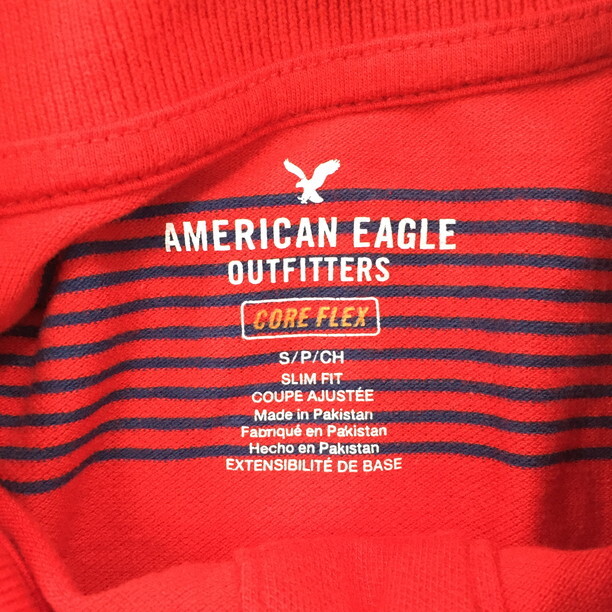 AMERICAN EAGLE
OUTFITTERS
CORE FLEX
S/P/CH
SLIM FIT
COUPE AJUSTÉE
Made in Pakistan
Fabriqué en Pakistan
Hecho en Pakistan
EXTENSIBILITÉ DE BASE